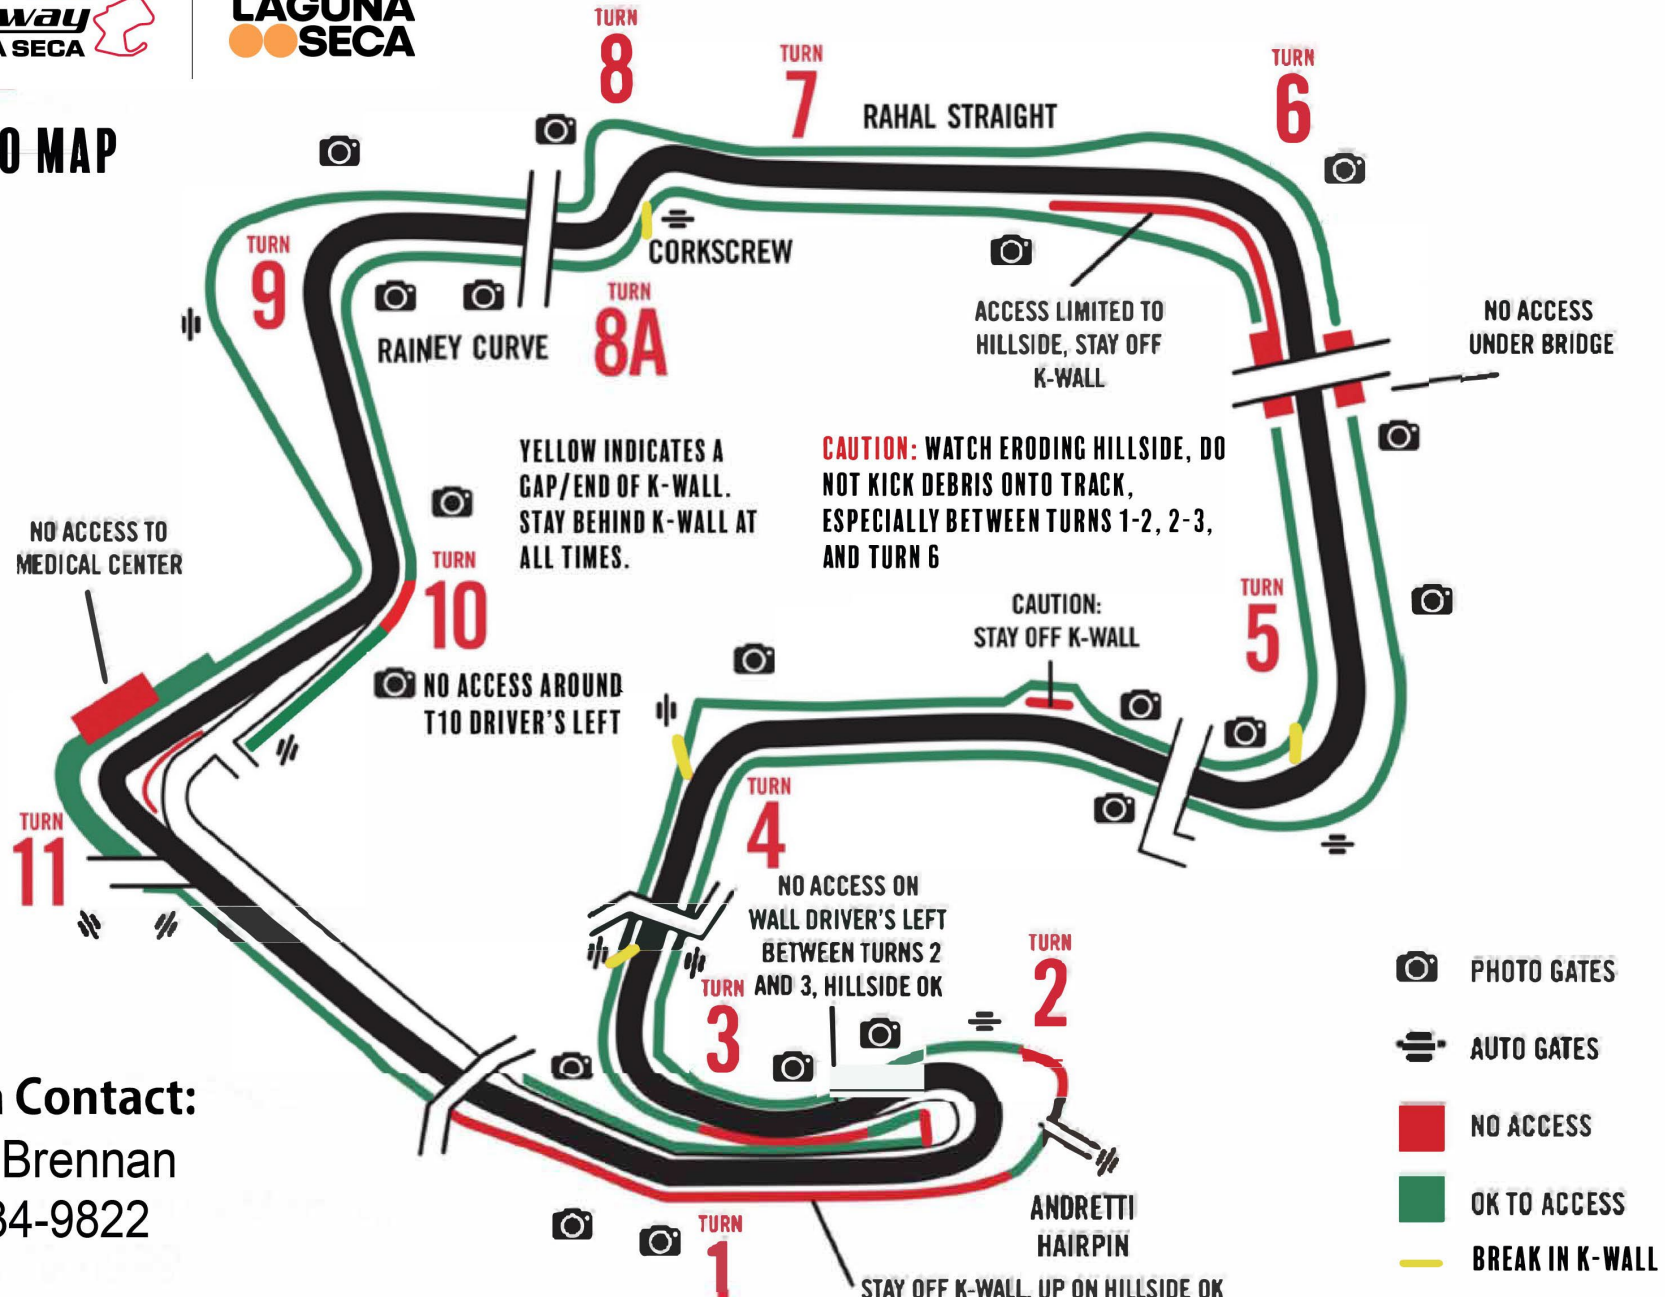 LAGUNA
SECA
way
A SECA
O MAP
TURN
8
TURN
7
RAHAL STRAIGHT
TURN
6
TURN
9
CORKSCREW
TURN
8A
RAINEY CURVE
ACCESS LIMITED TO
HILLSIDE, STAY OFF
K-WALL
NO ACCESS
UNDER BRIDGE
YELLOW INDICATES A
GAP/END OF K-WALL.
STAY BEHIND K-WALL AT
ALL TIMES.
CAUTION: WATCH ERODING HILLSIDE, DO
NOT KICK DEBRIS ONTO TRACK,
ESPECIALLY BETWEEN TURNS 1-2, 2-3,
AND TURN 6
NO ACCESS TO
MEDICAL CENTER
TURN
10
NO ACCESS AROUND
T10 DRIVER'S LEFT
CAUTION:
STAY OFF K-WALL
TURN
5
TURN
11
TURN
4
NO ACCESS ON
WALL DRIVER'S LEFT
BETWEEN TURNS 2
AND 3, HILLSIDE OK
TURN
3
TURN
2
Contact:
Brennan
34-9822
TURN
1
ANDRETTI
HAIRPIN
STAY OFF K-WALL, UP ON HILLSIDE OK
PHOTO GATES
AUTO GATES
NO ACCESS
OK TO ACCESS
BREAK IN K-WALL